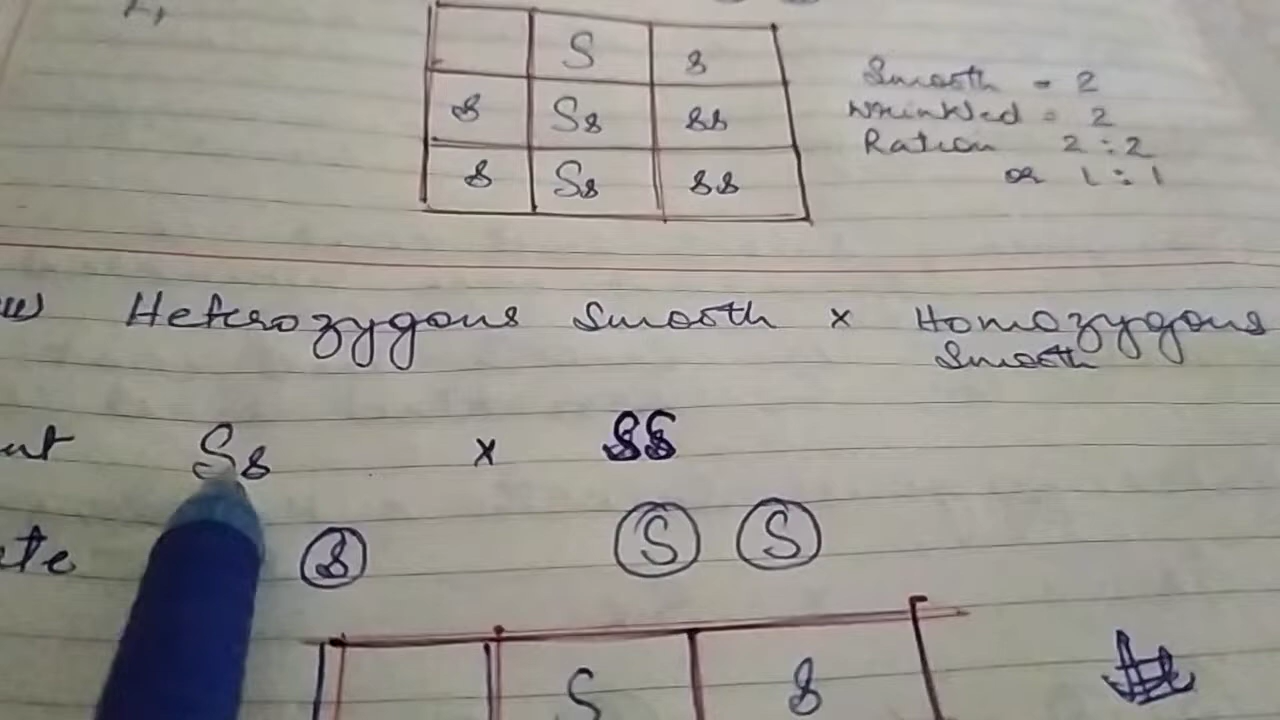 S s
s Ss ss
s Ss ss
Smooth = 2
Wrinkled = 2
Ration 2 : 2
or 1 : 1
Heterozygous Smooth x Homozygous
Smooth
Ss x SS
s S S
S s